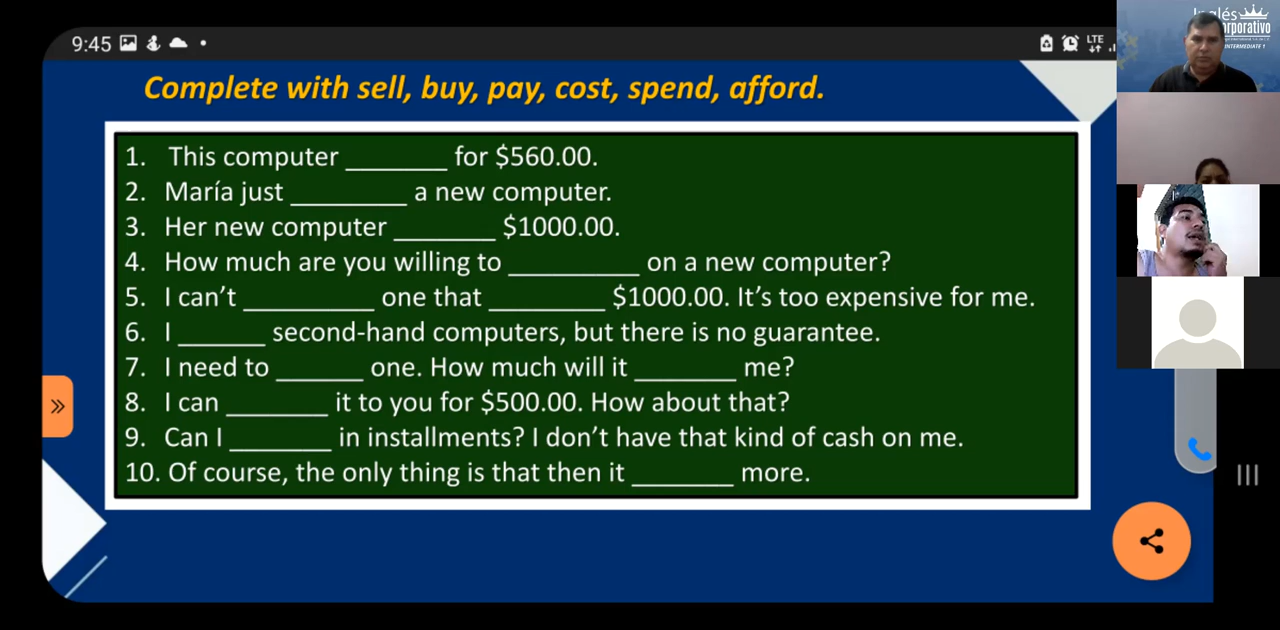 9:45
LTE
Inglés
orporativo
INTERMEDIATE 1
Complete with sell, buy, pay, cost, spend, afford.
1. This computer _______ for $560.00.
2. María just ________ a new computer.
3. Her new computer _______ $1000.00.
4. How much are you willing to _________ on a new computer?
5. I can't _________ one that ________ $1000.00. It's too expensive for me.
6. I ______ second-hand computers, but there is no guarantee.
7. I need to ______ one. How much will it _______ me?
8. I can _______ it to you for $500.00. How about that?
9. Can I _______ in installments? I don't have that kind of cash on me.
10. Of course, the only thing is that then it _______ more.